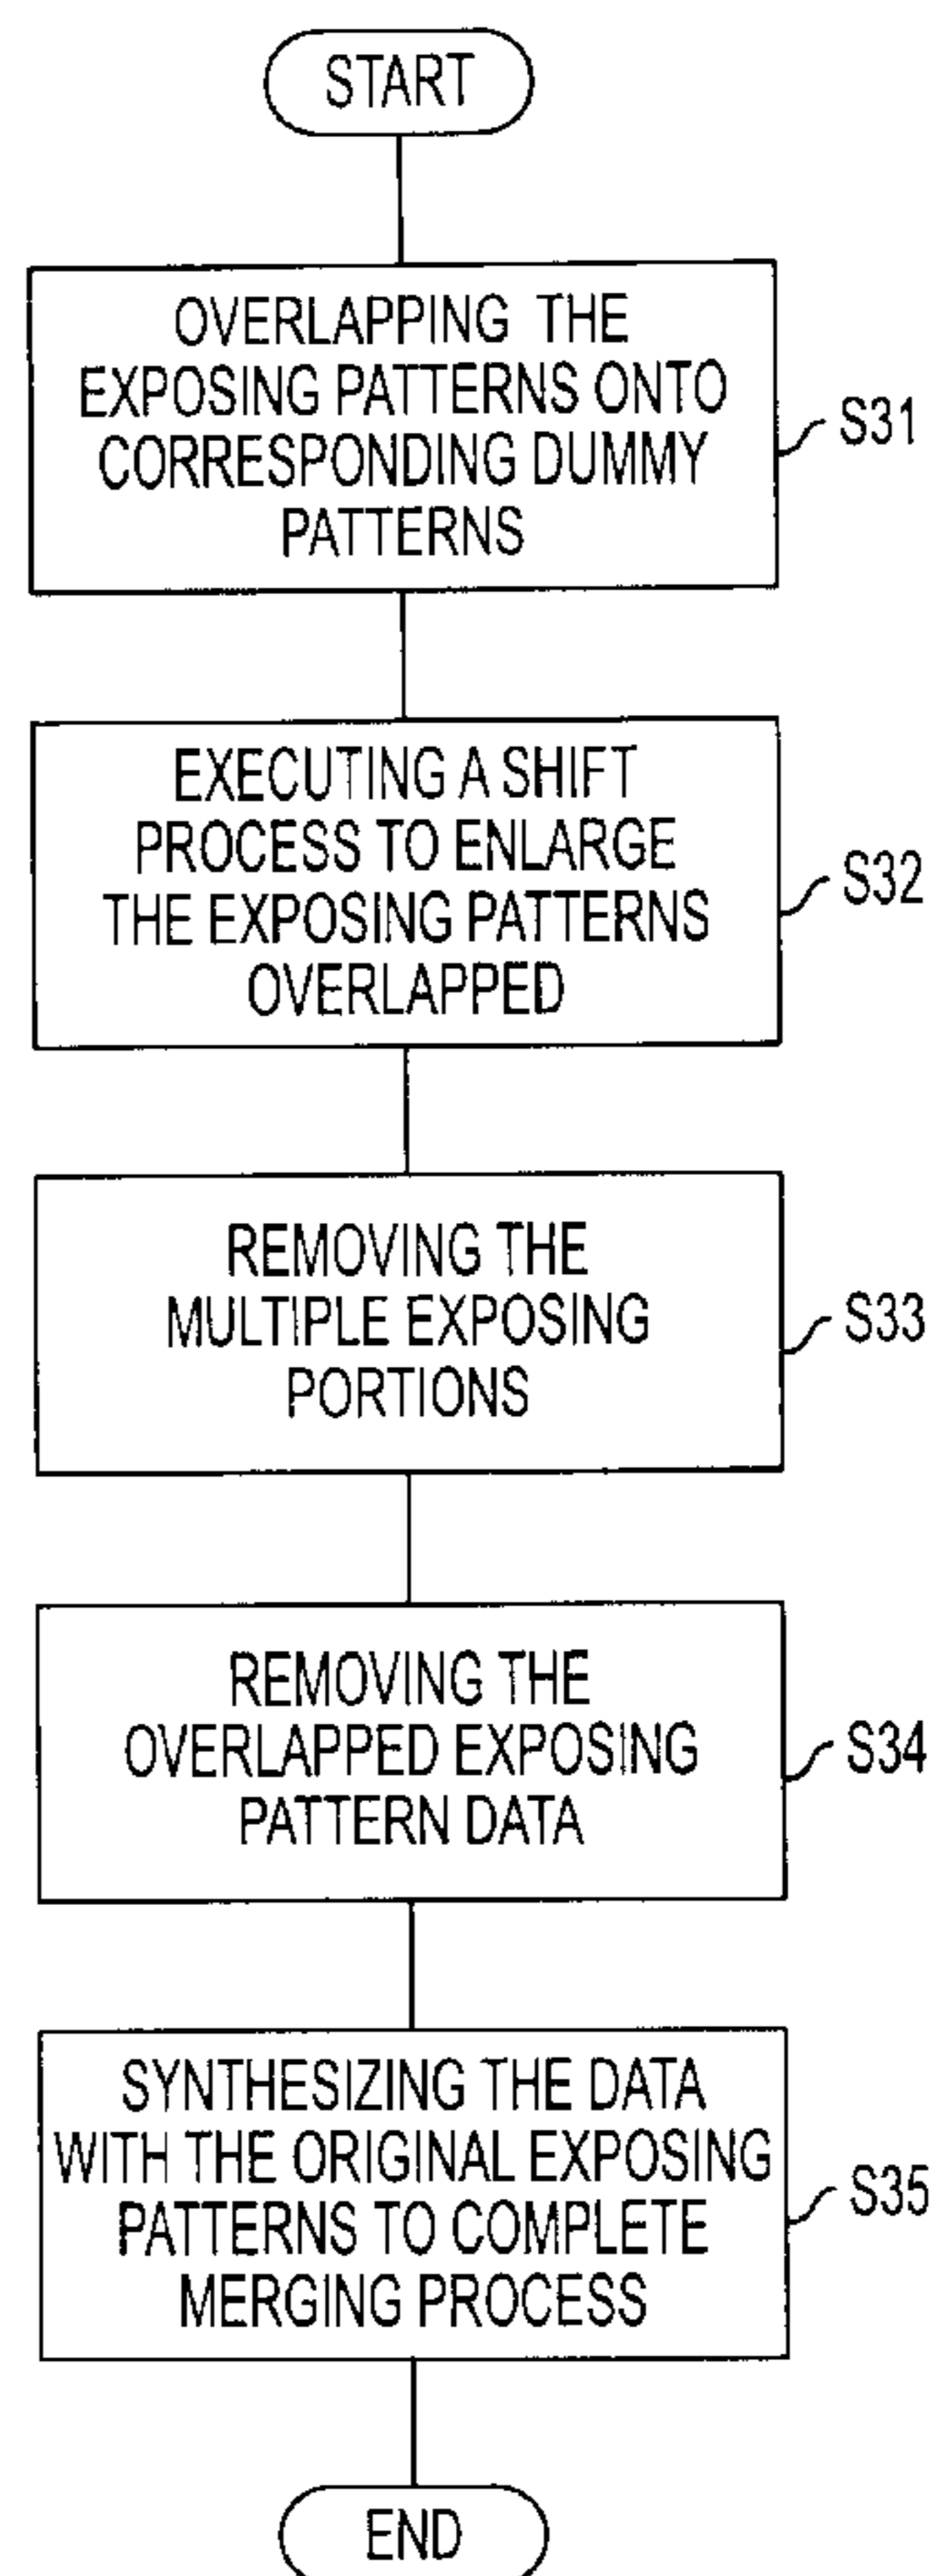 START
OVERLAPPING THE
EXPOSING PATTERNS ONTO
CORRESPONDING DUMMY
PATTERNS
S31
EXECUTING A SHIFT
PROCESS TO ENLARGE
THE EXPOSING PATTERNS
OVERLAPPED
S32
REMOVING THE
MULTIPLE EXPOSING
PORTIONS
S33
REMOVING THE
OVERLAPPED EXPOSING
PATTERN DATA
S34
SYNTHESIZING THE DATA
WITH THE ORIGINAL EXPOSING
PATTERNS TO COMPLETE
MERGING PROCESS
S35
END